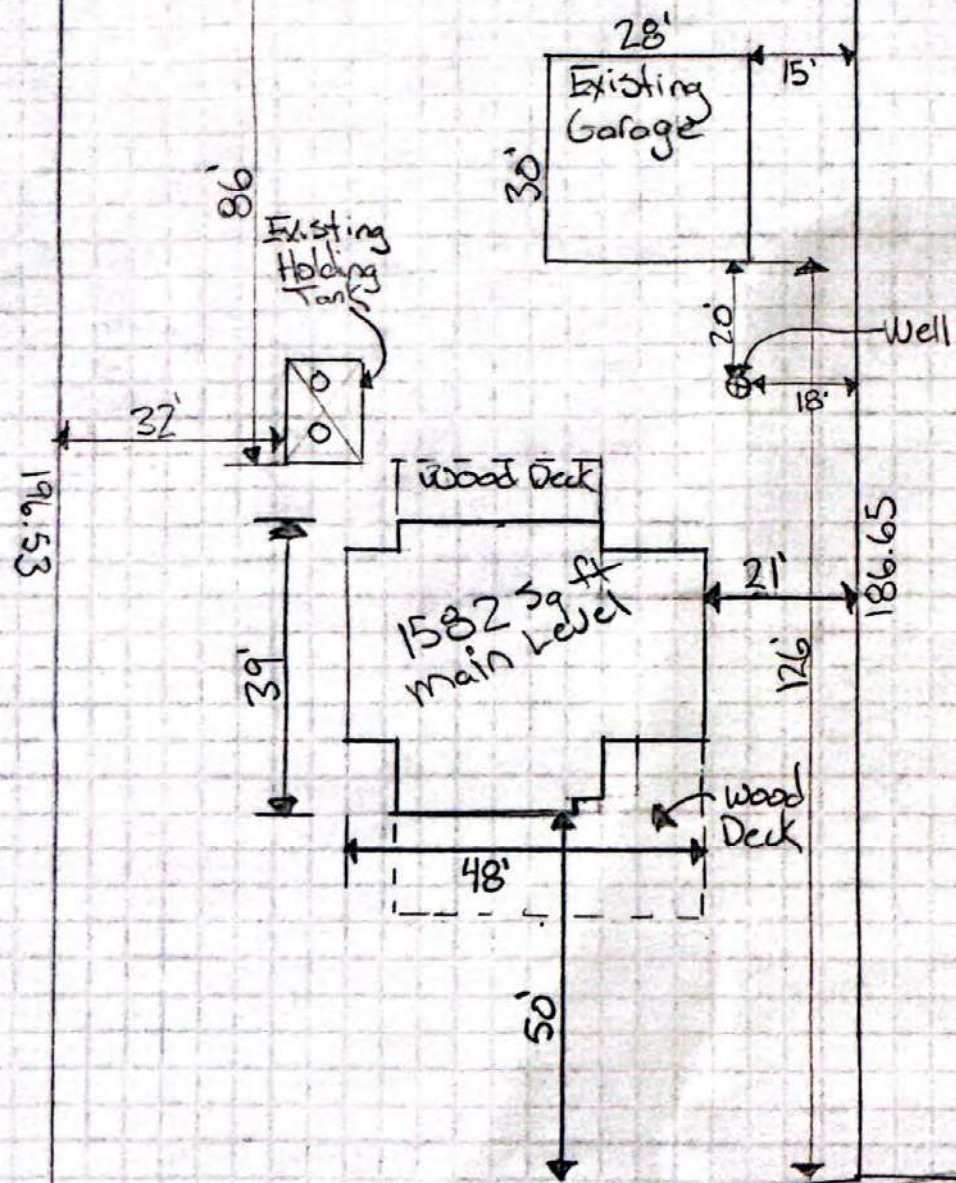 28'
15'
Existing
Garage
30'
86'
Existing
Holding
Tank
20'
Well
18'
32'
Wood Deck
196.53
186.65
21'
1582 sq ft
main Level
39'
126'
wood
Deck
48'
50'